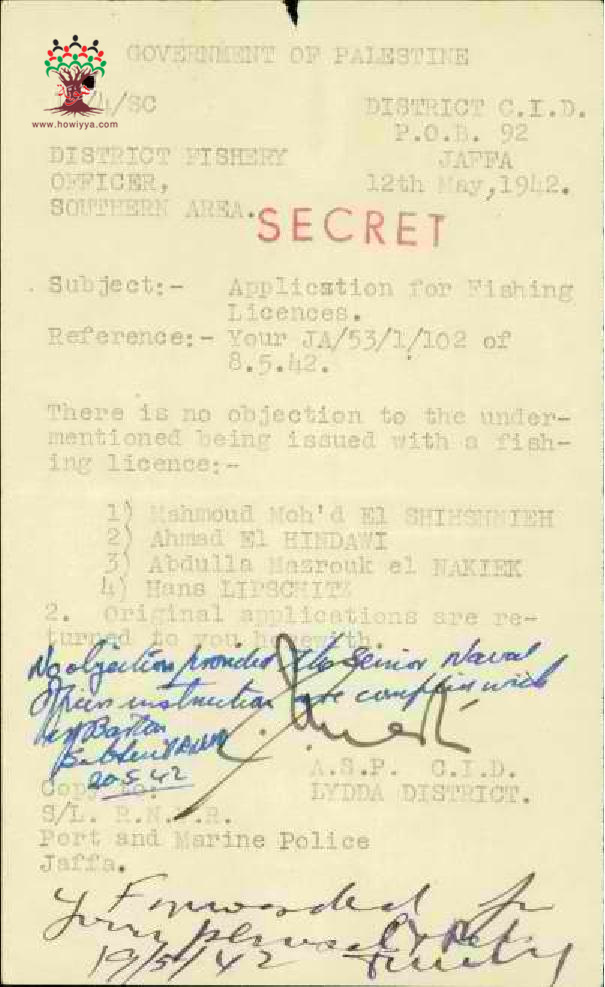 GOVERNMENT OF PALESTINE
www.howiyya.com
/4/SC
DISTRICT C.I.D.
P.O.B. 92
JAFFA
12th May,1942.
DISTRICT FISHERY
OFFICER,
SOUTHERN AREA.
SECRET
Subject:- Application for Fishing
Licences.
Reference:- Your JA/53/1/102 of
8.5.42.
There is no objection to the under-
mentioned being issued with a fish-
ing licence:-
1) Mahmoud Moh'd El
2) Ahmad El HINDAWI
3) Abdulla Mazrouk el
4) Hans LIPSCHITZ
2. Original applications are re-
turned to you herewith.
No objection provided the Senior Naval
Officers instructions are complied with
20.5.42
A.S.P. C.I.D.
LYDDA DISTRICT.
Copy to:
S/L. R.N.V.R.
Port and Marine Police
Jaffa.
Forwarded for
your perusal
19/5/42